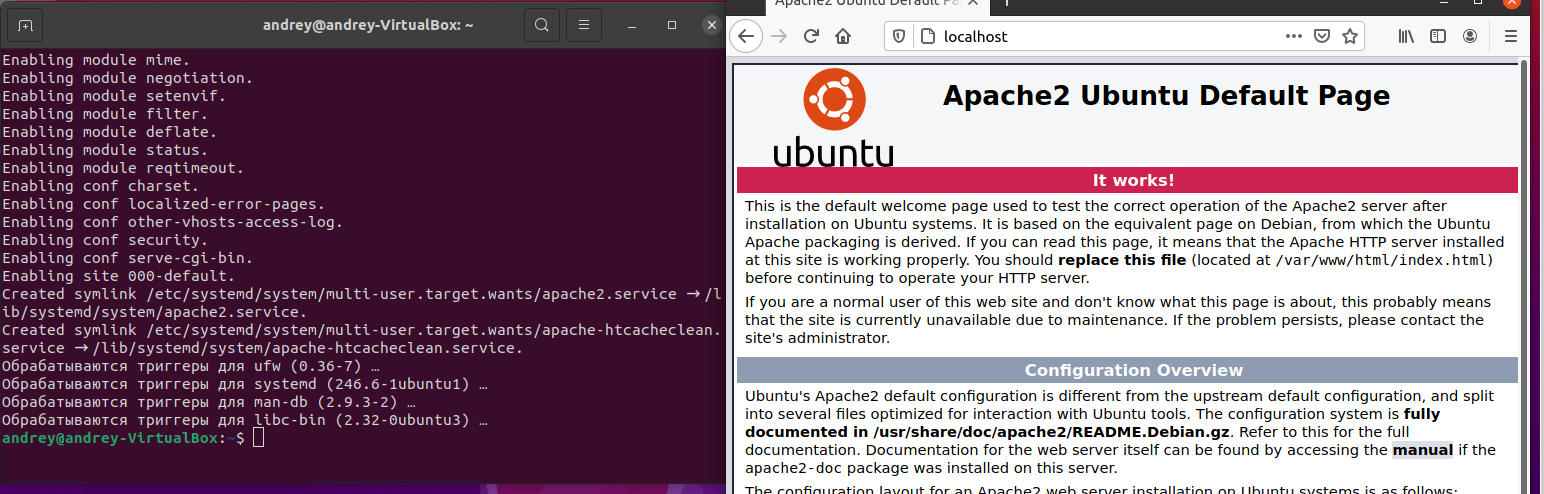 andrey@andrey-VirtualBox: ~
Enabling module mime.
Enabling module negotiation.
Enabling module setenvif.
Enabling module filter.
Enabling module deflate.
Enabling module status.
Enabling module reqtimeout.
Enabling conf charset.
Enabling conf localized-error-pages.
Enabling conf other-vhosts-access-log.
Enabling conf security.
Enabling conf serve-cgi-bin.
Enabling site 000-default.
Created symlink /etc/systemd/system/multi-user.target.wants/apache2.service → /l
ib/systemd/system/apache2.service.
Created symlink /etc/systemd/system/multi-user.target.wants/apache-htcacheclean.
service → /lib/systemd/system/apache-htcacheclean.service.
Обрабатываются триггеры для ufw (0.36-7) …
Обрабатываются триггеры для systemd (246.6-1ubuntu1) …
Обрабатываются триггеры для man-db (2.9.3-2) …
Обрабатываются триггеры для libc-bin (2.32-0ubuntu3) …
andrey@andrey-VirtualBox:~$
Apache2 Ubuntu Default Pa
localhost
ubuntu
Apache2 Ubuntu Default Page
It works!
This is the default welcome page used to test the correct operation of the Apache2 server after
installation on Ubuntu systems. It is based on the equivalent page on Debian, from which the Ubuntu
Apache packaging is derived. If you can read this page, it means that the Apache HTTP server installed
at this site is working properly. You should replace this file (located at /var/www/html/index.html)
before continuing to operate your HTTP server.
If you are a normal user of this web site and don't know what this page is about, this probably means
that the site is currently unavailable due to maintenance. If the problem persists, please contact the
site's administrator.
Configuration Overview
Ubuntu's Apache2 default configuration is different from the upstream default configuration, and split
into several files optimized for interaction with Ubuntu tools. The configuration system is fully
documented in /usr/share/doc/apache2/README.Debian.gz. Refer to this for the full
documentation. Documentation for the web server itself can be found by accessing the manual if the
apache2-doc package was installed on this server.
The configuration layout for an Apache2 web server installation on Ubuntu systems is as follows: